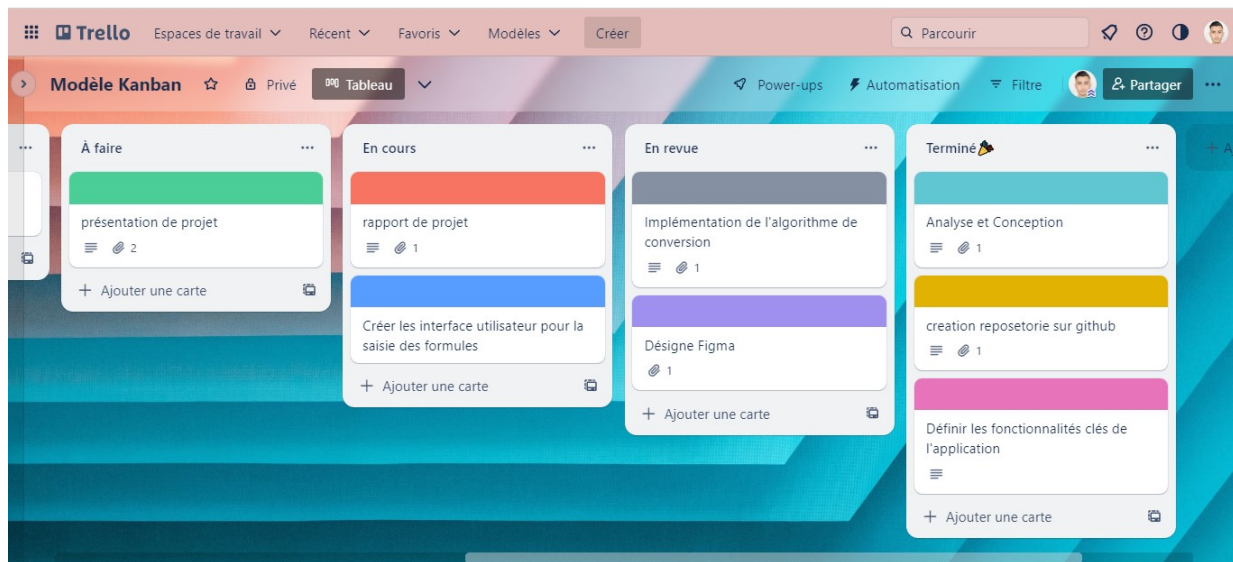 Trello Espaces de travail Récent Favoris Modèles Créer Parcourir
Modèle Kanban Privé Tableau Power-ups Automatisation Filtre Partager
À faire
présentation de projet
2
Ajouter une carte
En cours
rapport de projet
1
Créer les interface utilisateur pour la
saisie des formules
Ajouter une carte
En revue
Implémentation de l'algorithme de
conversion
1
Désigne Figma
1
Ajouter une carte
Terminé
Analyse et Conception
1
creation reposetorie sur github
1
Définir les fonctionnalités clés de
l'application
Ajouter une carte